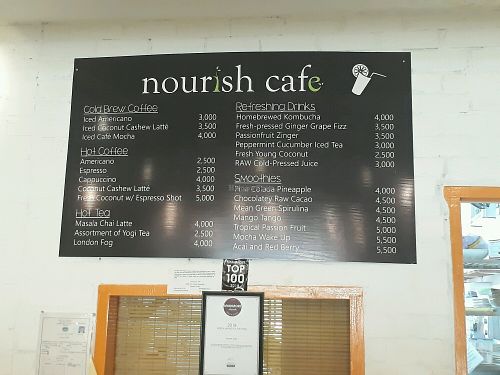 nourish cafe
Cold Brew Coffee
Iced Americano 3,000
Iced Coconut Cashew Latte 3,500
Iced Café Mocha 4,000
Hot Coffee
Americano 2,500
Espresso 2,500
Cappuccino 4,000
Coconut Cashew Latte 3,500
Fresh Coconut w/ Espresso Shot 5,000
Hot Tea
Masala Chai Latte 4,000
Assortment of Yogi Tea 2,500
London Fog 4,000
Refreshing Drinks
Homebrewed Kombucha 4,000
Fresh-pressed Ginger Grape Fizz 3,500
Passionfruit Zinger 3,500
Peppermint Cucumber Iced Tea 3,000
Fresh Young Coconut 2,500
RAW Cold-Pressed Juice 3,000
Smoothies
Pina Colada Pineapple 4,000
Chocolatey Raw Cacao 4,500
Mean Green Spirulina 4,500
Mango Tango 4,500
Tropical Passion Fruit 5,000
Mocha Wake Up 5,500
Acai and Red Berry 5,500
TOP
100